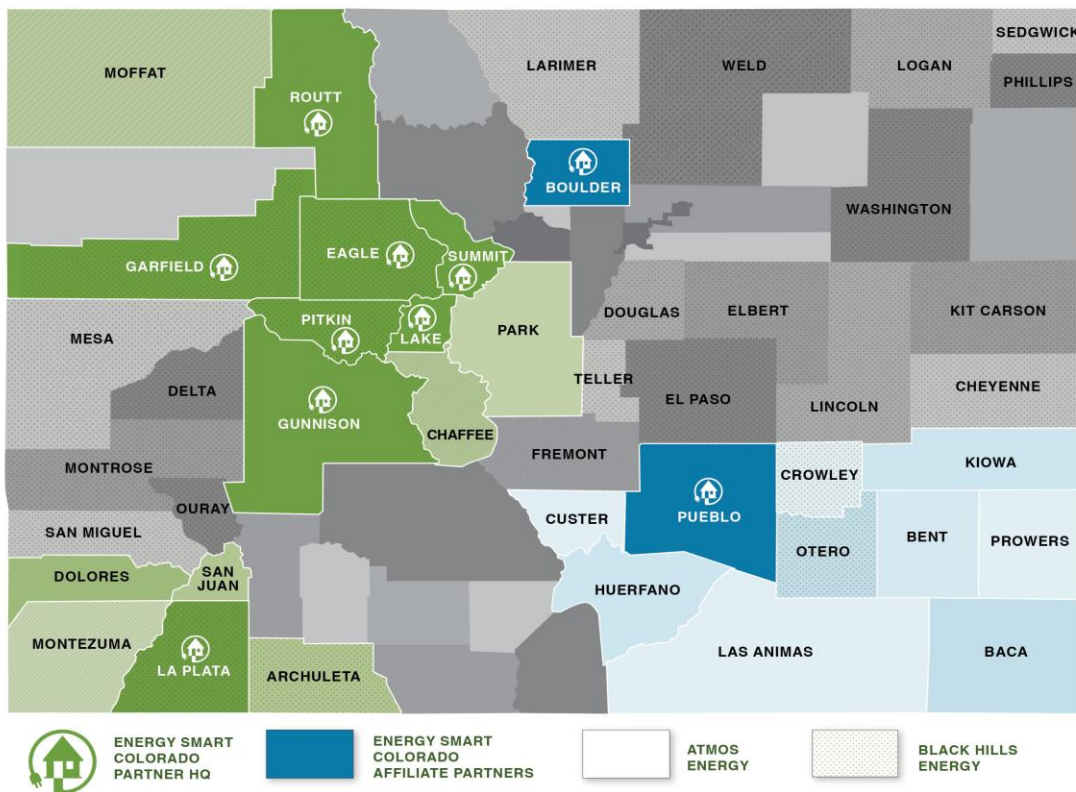 MOFFAT
ROUTT
LARIMER
WELD
LOGAN
SEDGWICK
PHILLIPS
BOULDER
WASHINGTON
GARFIELD
EAGLE
SUMMIT
MESA
PITKIN
LAKE
PARK
DOUGLAS
ELBERT
KIT CARSON
DELTA
GUNNISON
CHAFFEE
TELLER
EL PASO
LINCOLN
CHEYENNE
MONTROSE
FREMONT
CROWLEY
KIOWA
OURAY
SAN MIGUEL
CUSTER
PUEBLO
OTERO
BENT
PROWERS
DOLORES
SAN
JUAN
HUERFANO
MONTEZUMA
LA PLATA
ARCHULETA
LAS ANIMAS
BACA
ENERGY SMART
COLORADO
PARTNER HQ
ENERGY SMART
COLORADO
AFFILIATE PARTNERS
ATMOS
ENERGY
BLACK HILLS
ENERGY